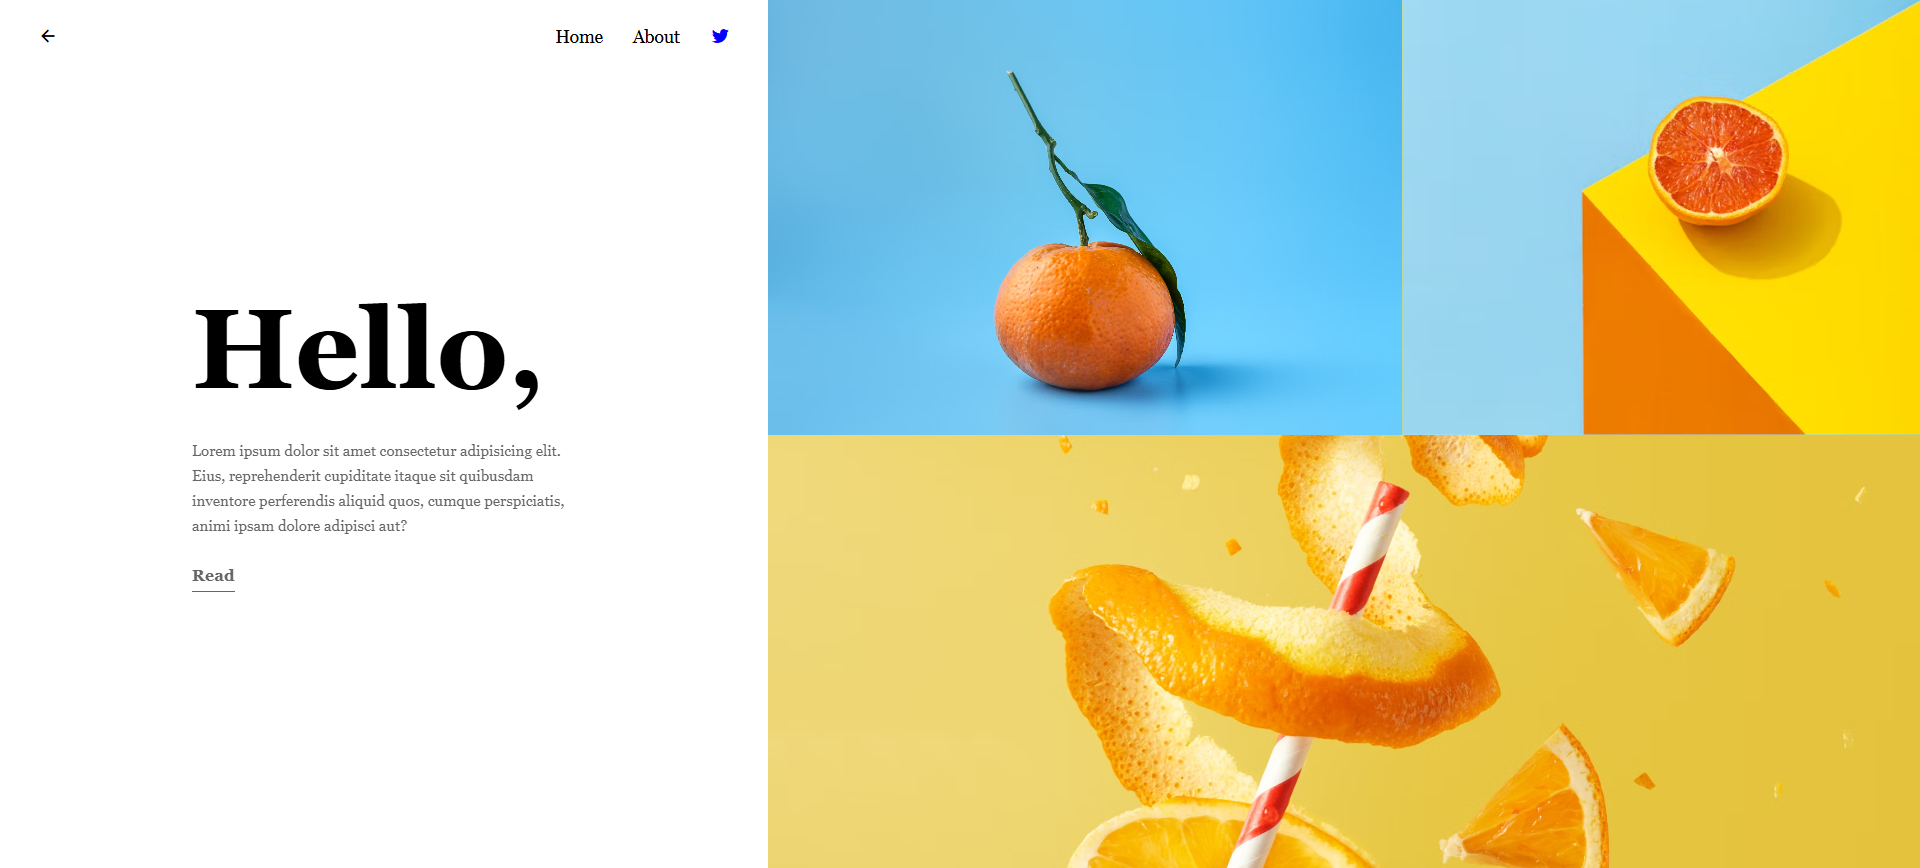 Home About
Hello,
Lorem ipsum dolor sit amet consectetur adipisicing elit.
Eius, reprehenderit cupiditate itaque sit quibusdam
inventore perferendis aliquid quos, cumque perspiciatis,
animi ipsam dolore adipisci aut?
Read